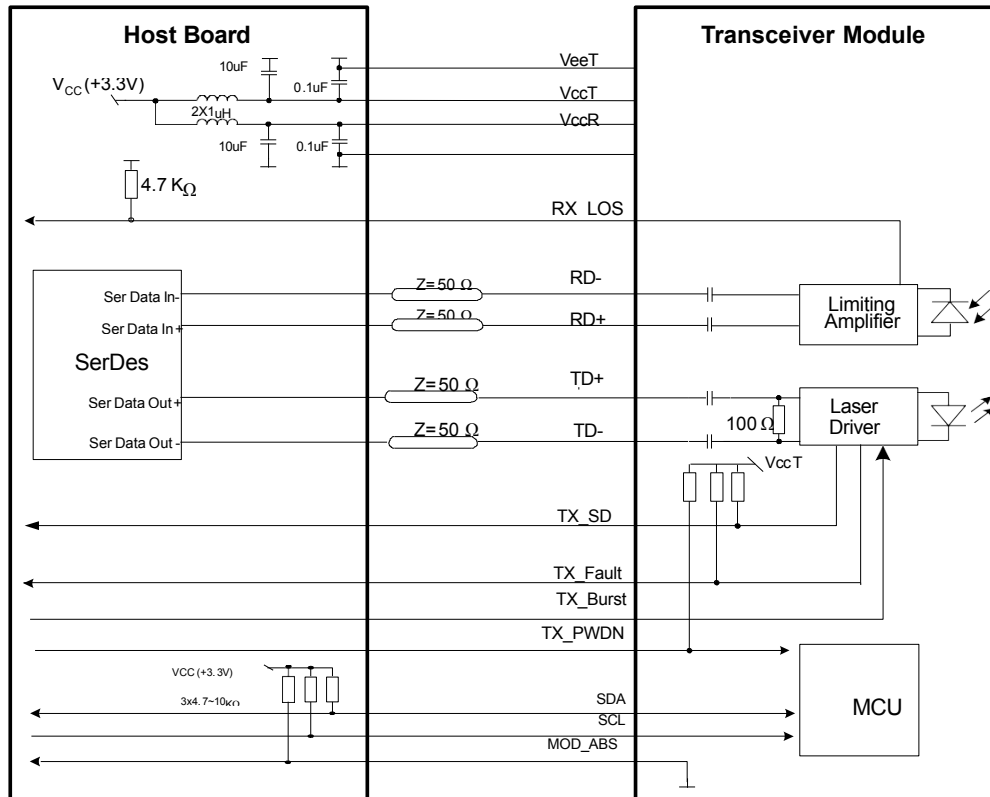 Host Board
Transceiver Module
10uF
VeeT
VCC (+3.3V)
0.1uF
VccT
2X1uH
VccR
10uF
0.1uF
4.7 KΩ
RX_LOS
Z= 50 Ω
RD-
Ser Data In-
Z= 50 Ω
RD+
Ser Data In+
Limiting
Amplifier
SerDes
Z= 50 Ω
TD+
Ser Data Out+
100 Ω
Laser
Driver
Z= 50 Ω
TD-
Ser Data Out -
VccT
TX_SD
TX_Fault
TX_Burst
TX_PWDN
VCC (+3.3V)
3x4.7~10KΩ
SDA
SCL
MOD_ABS
MCU